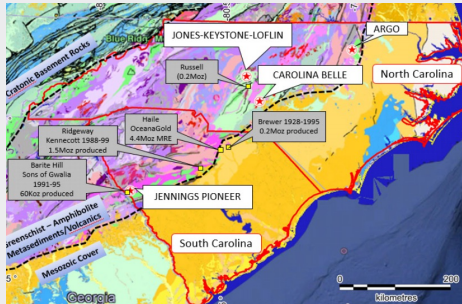 -80°
Blue Ridge
JONES-KEYSTONE-LOFLIN
ARGO
Cratonic Basement Rocks
Russell
(0.2Moz)
CAROLINA BELLE
North Carolina
Haile
OceanaGold
4.4Moz MRE
Brewer 1928-1995
0.2Moz produced
Ridgeway
Kennecott 1988-99
1.5Moz produced
Barite Hill
Sons of Gwalia
1991-95
60Koz produced
JENNINGS PIONEER
Greenschist – Amphibolite
Metasediments/Volcanics
South Carolina
Mesozoic Cover
Georgia
0
200
kilometres